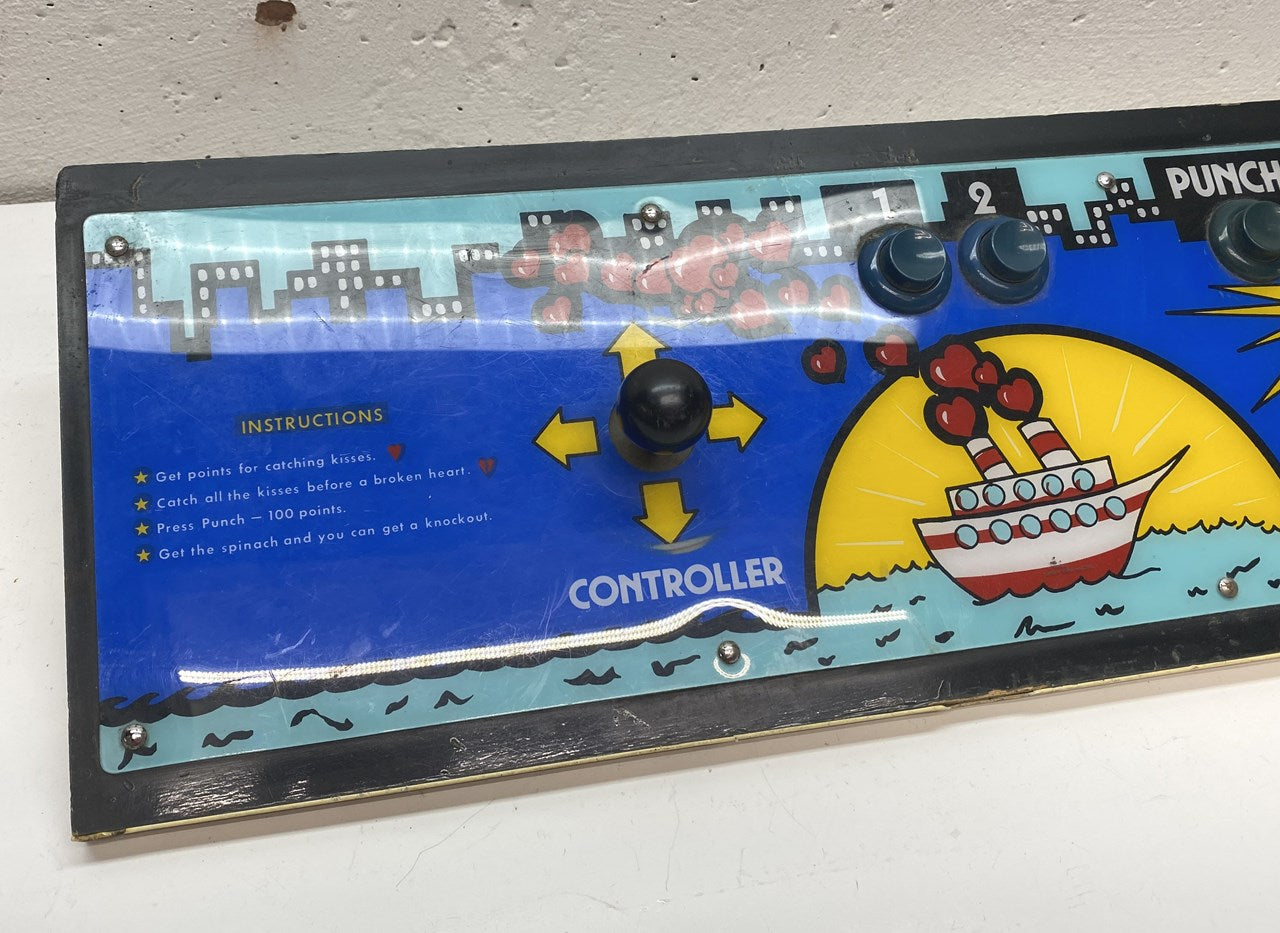 1
2
PUNCH
INSTRUCTIONS
Get points for catching kisses.
Catch all the kisses before a broken heart.
Press Punch — 100 points.
Get the spinach and you can get a knockout.
CONTROLLER